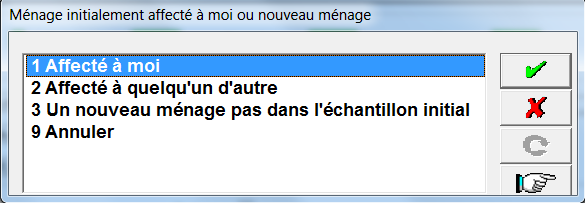 Ménage initialement affecté à moi ou nouveau ménage
1 Affecté à moi
2 Affecté à quelqu'un d'autre
3 Un nouveau ménage pas dans l'échantillon initial
9 Annuler